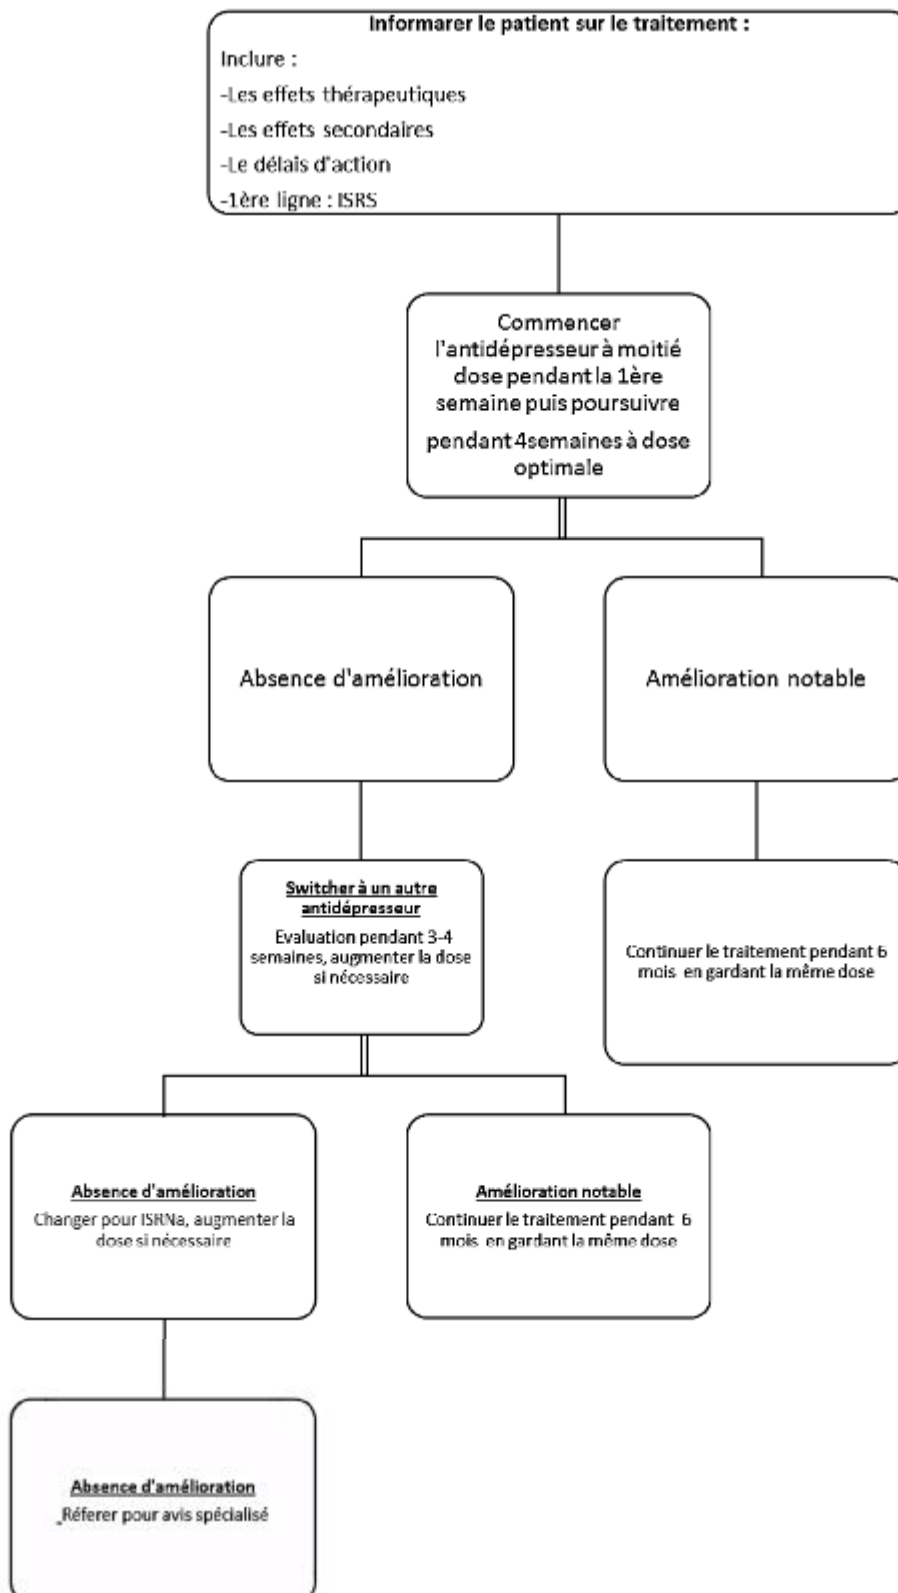 Informarer le patient sur le traitement :
Inclure :
-Les effets thérapeutiques
-Les effets secondaires
-Le délais d'action
-1ère ligne : ISRS
Commencer
l'antidépresseur à moitié
dose pendant la 1ère
semaine puis poursuivre
pendant 4semaines à dose
optimale
Absence d'amélioration
Amélioration notable
Switcher à un autre
antidépresseur
Evaluation pendant 3-4
semaines, augmenter la dose
si nécessaire
Continuer le traitement pendant 6
mois en gardant la même dose
Absence d'amélioration
Changer pour ISRNa, augmenter la
dose si nécessaire
Amélioration notable
Continuer le traitement pendant 6
mois en gardant la même dose
Absence d'amélioration
_Réferer pour avis spécialisé